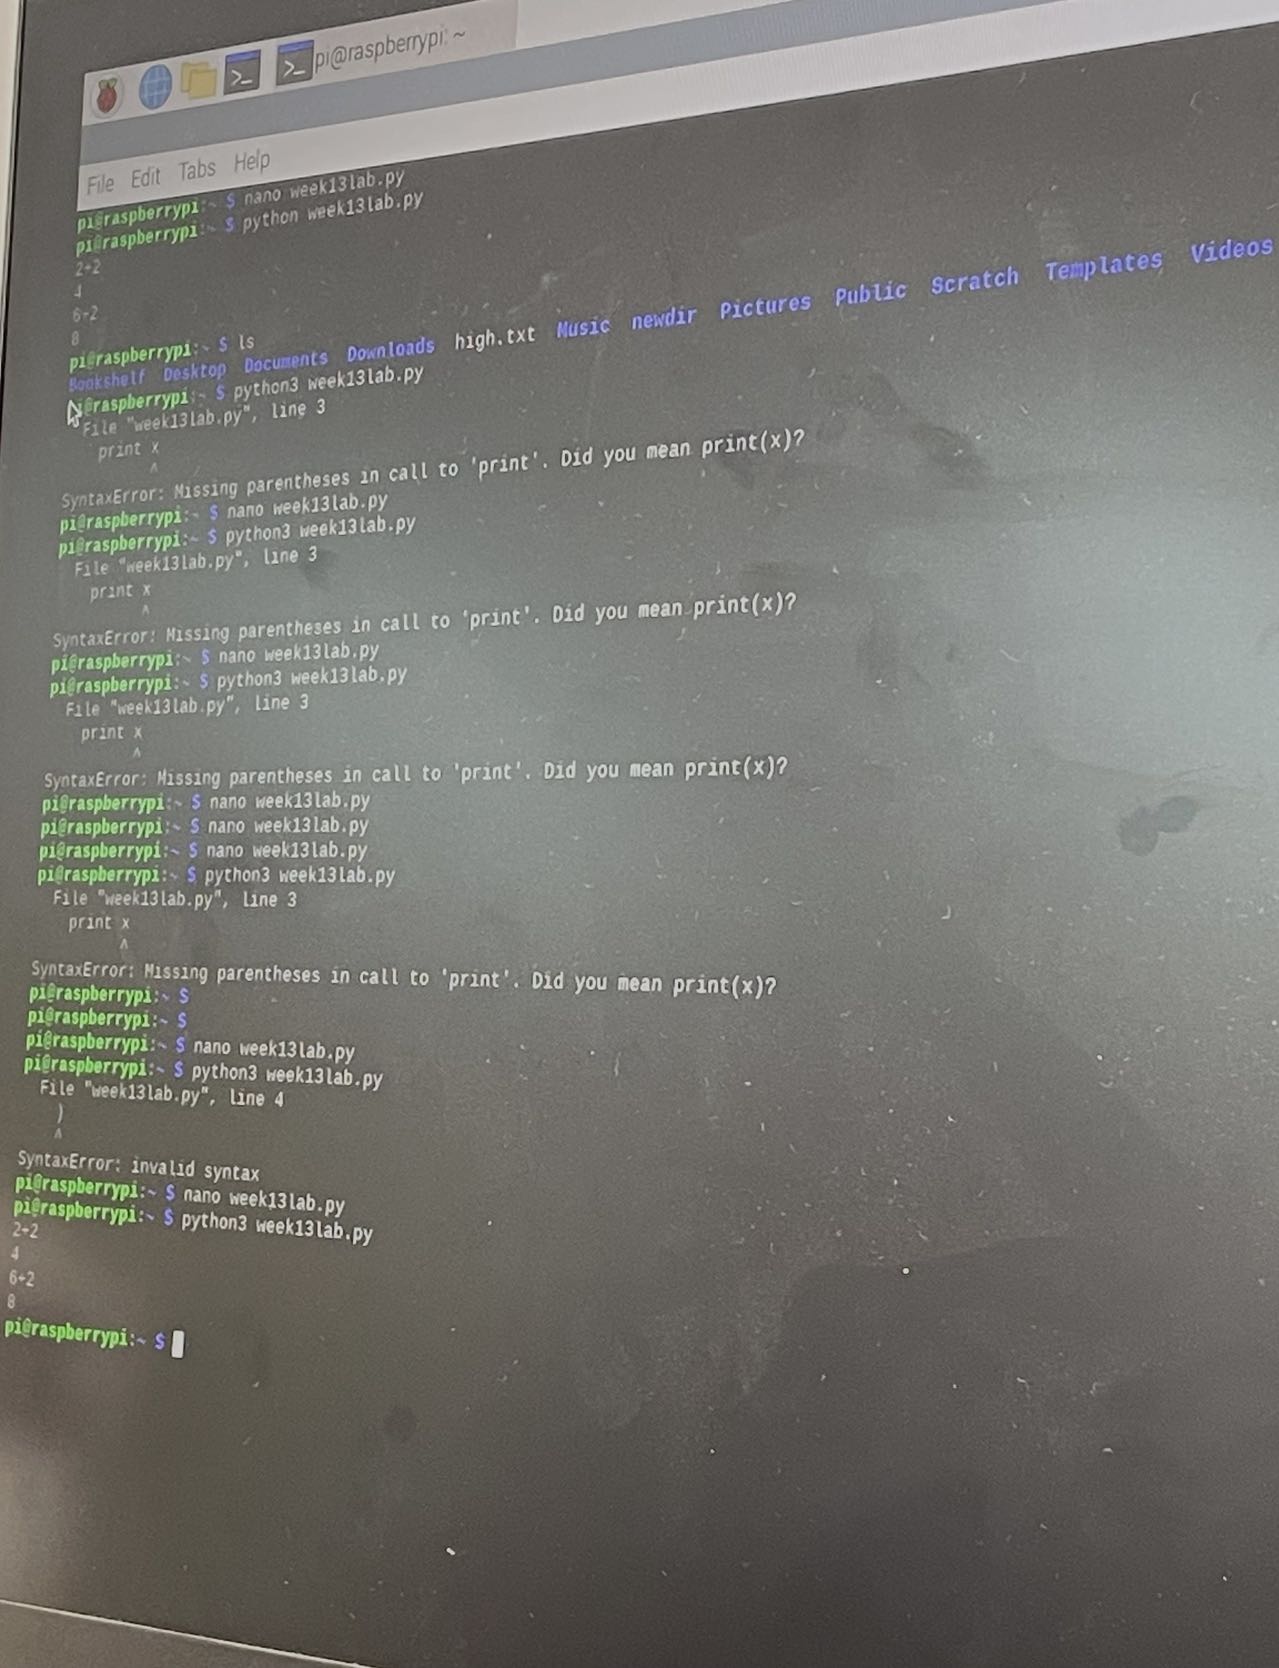 pi@raspberrypi: ~
File Edit Tabs Help
pi@raspberrypi:~ $ nano week13lab.py
pi@raspberrypi:~ $ python week13lab.py
2+2
4
6+2
8
pi@raspberrypi:~ $ ls
Bookshelf Desktop Documents Downloads high.txt Music newdir Pictures Public Scratch Templates Videos
pi@raspberrypi:~ $ python3 week13lab.py
File "week13lab.py", line 3
print x
^
SyntaxError: Missing parentheses in call to 'print'. Did you mean print(x)?
pi@raspberrypi:~ $ nano week13lab.py
pi@raspberrypi:~ $ python3 week13lab.py
File "week13lab.py", line 3
print x
^
SyntaxError: Missing parentheses in call to 'print'. Did you mean print(x)?
pi@raspberrypi:~ $ nano week13lab.py
pi@raspberrypi:~ $ python3 week13lab.py
File "week13lab.py", line 3
print x
^
SyntaxError: Missing parentheses in call to 'print'. Did you mean print(x)?
pi@raspberrypi:~ $ nano week13lab.py
pi@raspberrypi:~ $ nano week13lab.py
pi@raspberrypi:~ $ nano week13lab.py
pi@raspberrypi:~ $ python3 week13lab.py
File "week13lab.py", line 3
print x
^
SyntaxError: Missing parentheses in call to 'print'. Did you mean print(x)?
pi@raspberrypi:~ $
pi@raspberrypi:~ $
pi@raspberrypi:~ $ nano week13lab.py
pi@raspberrypi:~ $ python3 week13lab.py
File "week13lab.py", line 4
)
^
SyntaxError: invalid syntax
pi@raspberrypi:~ $ nano week13lab.py
pi@raspberrypi:~ $ python3 week13lab.py
2+2
4
6+2
8
pi@raspberrypi:~ $